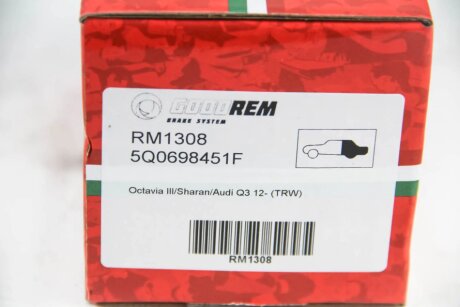 GOODREM
BRAKE SYSTEM
RM1308
5Q0698451F
Octavia III/Sharan/Audi Q3 12- (TRW)
RM1308